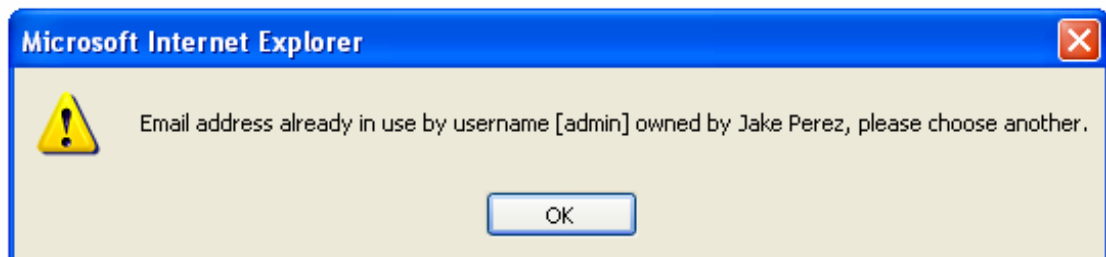 Microsoft Internet Explorer
Email address already in use by username [admin] owned by Jake Perez, please choose another.
OK